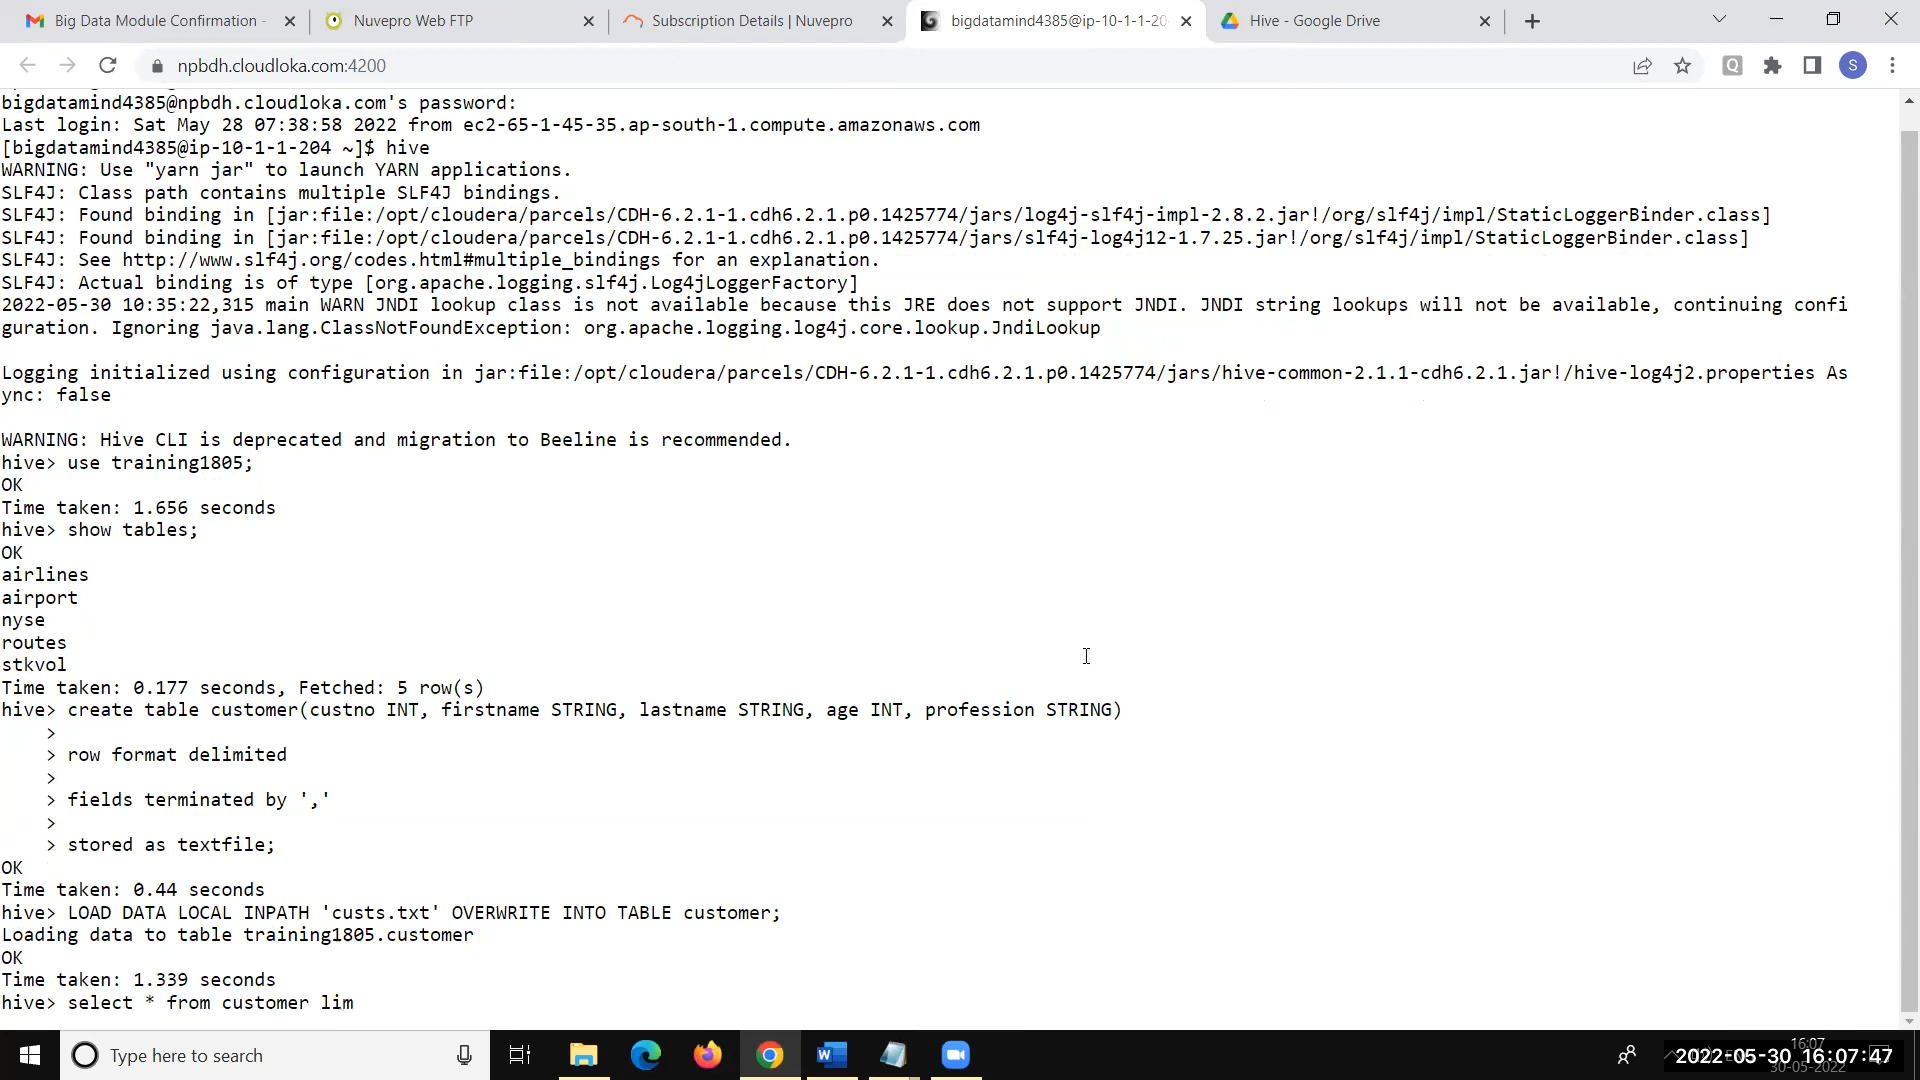 Big Data Module Confirmation -
Nuvepro Web FTP
Subscription Details | Nuvepro
bigdatamind4385@ip-10-1-1-20
Hive - Google Drive
npbdh.cloudloka.com:4200
S
bigdatamind4385@npbdh.cloudloka.com's password:
Last login: Sat May 28 07:38:58 2022 from ec2-65-1-45-35.ap-south-1.compute.amazonaws.com
[bigdatamind4385@ip-10-1-1-204 ~]$ hive
WARNING: Use "yarn jar" to launch YARN applications.
SLF4J: Class path contains multiple SLF4J bindings.
SLF4J: Found binding in [jar:file:/opt/cloudera/parcels/CDH-6.2.1-1.cdh6.2.1.p0.1425774/jars/log4j-slf4j-impl-2.8.2.jar!/org/slf4j/impl/StaticLoggerBinder.class]
SLF4J: Found binding in [jar:file:/opt/cloudera/parcels/CDH-6.2.1-1.cdh6.2.1.p0.1425774/jars/slf4j-log4j12-1.7.25.jar!/org/slf4j/impl/StaticLoggerBinder.class]
SLF4J: See http://www.slf4j.org/codes.html#multiple_bindings for an explanation.
SLF4J: Actual binding is of type [org.apache.logging.slf4j.Log4jLoggerFactory]
2022-05-30 10:35:22,315 main WARN JNDI lookup class is not available because this JRE does not support JNDI. JNDI string lookups will not be available, continuing confi
guration. Ignoring java.lang.ClassNotFoundException: org.apache.logging.log4j.core.lookup.JndiLookup
Logging initialized using configuration in jar:file:/opt/cloudera/parcels/CDH-6.2.1-1.cdh6.2.1.p0.1425774/jars/hive-common-2.1.1-cdh6.2.1.jar!/hive-log4j2.properties As
ync: false
WARNING: Hive CLI is deprecated and migration to Beeline is recommended.
hive> use training1805;
OK
Time taken: 1.656 seconds
hive> show tables;
OK
airlines
airport
nyse
routes
stkvol
Time taken: 0.177 seconds, Fetched: 5 row(s)
hive> create table customer(custno INT, firstname STRING, lastname STRING, age INT, profession STRING)
>
> row format delimited
>
> fields terminated by ','
>
> stored as textfile;
OK
Time taken: 0.44 seconds
hive> LOAD DATA LOCAL INPATH 'custs.txt' OVERWRITE INTO TABLE customer;
Loading data to table training1805.customer
OK
Time taken: 1.339 seconds
hive> select * from customer lim
Type here to search
16:07
2022-05-30 16:07:47
30-05-2022